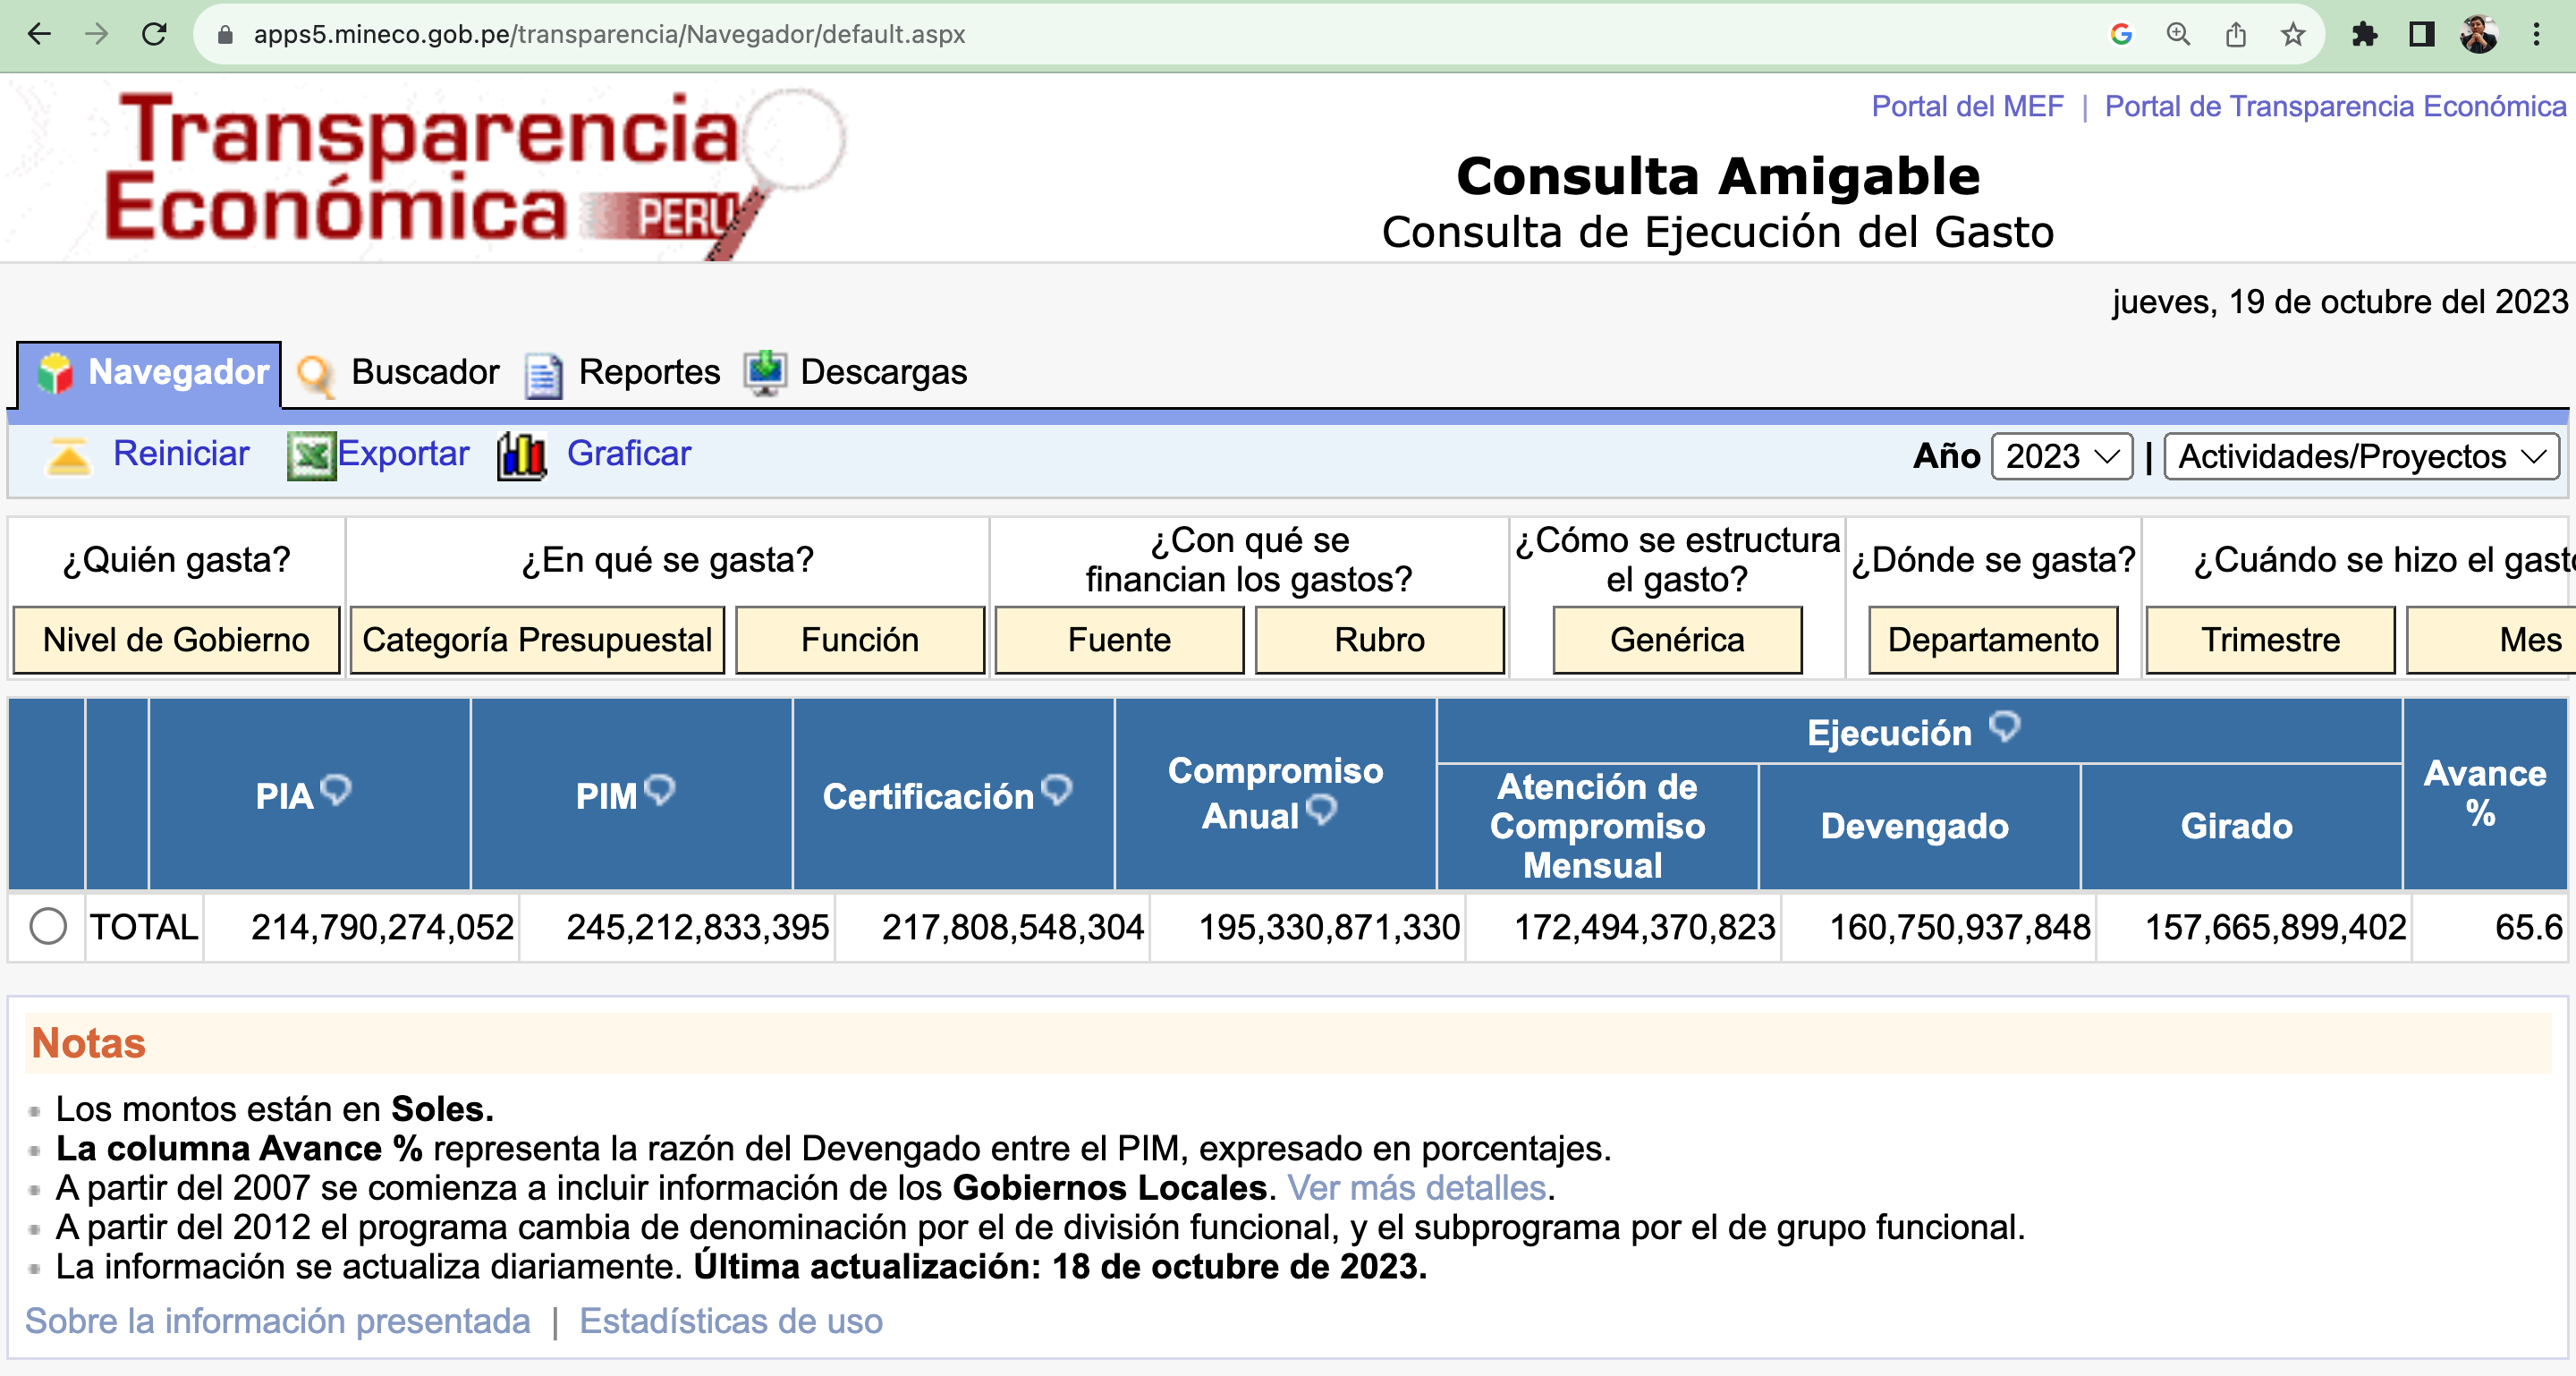 apps5.mineco.gob.pe/transparencia/Navegador/default.aspx
Transparencia
Económica PERU
Portal del MEF | Portal de Transparencia Económica
Consulta Amigable
Consulta de Ejecución del Gasto
jueves, 19 de octubre del 2023
Navegador Buscador Reportes Descargas
Reiniciar Exportar Graficar Año 2023 | Actividades/Proyectos
¿Quién gasta?
¿En qué se gasta?
¿Con qué se
financian los gastos?
¿Cómo se estructura
el gasto?
¿Dónde se gasta?
¿Cuándo se hizo el gast
Nivel de Gobierno Categoría Presupuestal Función Fuente Rubro Genérica Departamento Trimestre Mes
PIA
PIM
Certificación
Compromiso
Anual
Ejecución
Atención de
Compromiso
Mensual
Devengado
Girado
Avance
%
TOTAL 214,790,274,052 245,212,833,395 217,808,548,304 195,330,871,330 172,494,370,823 160,750,937,848 157,665,899,402 65.6
Notas
Los montos están en Soles.
La columna Avance % representa la razón del Devengado entre el PIM, expresado en porcentajes.
A partir del 2007 se comienza a incluir información de los Gobiernos Locales. Ver más detalles.
A partir del 2012 el programa cambia de denominación por el de división funcional, y el subprograma por el de grupo funcional.
La información se actualiza diariamente. Última actualización: 18 de octubre de 2023.
Sobre la información presentada | Estadísticas de uso